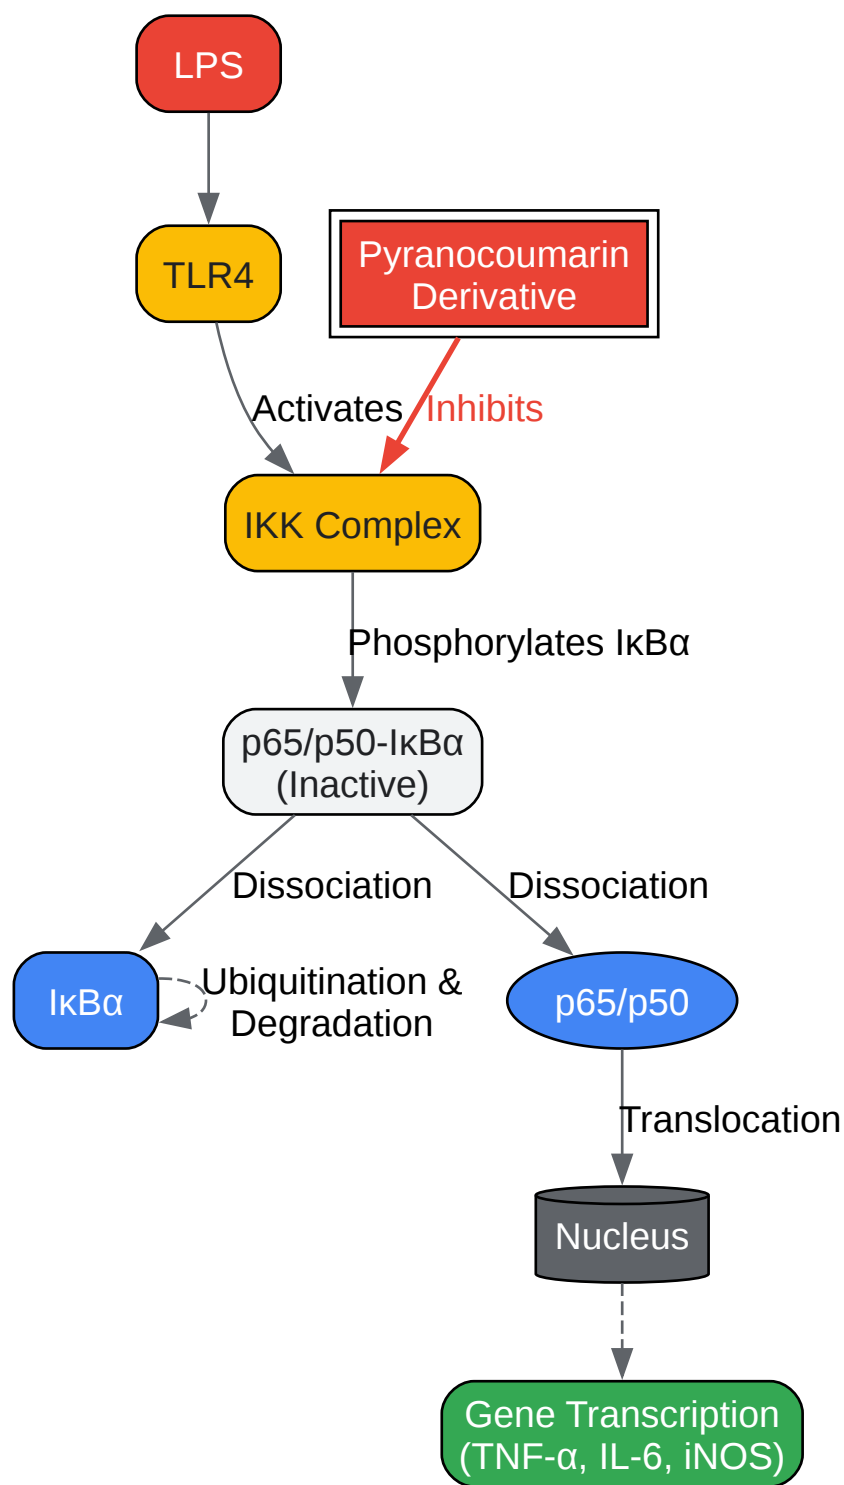 LPS
TLR4
Pyranocoumarin
Derivative
Activates
Inhibits
IKK Complex
Phosphorylates IκBα
p65/p50-IκBα
(Inactive)
Dissociation
Dissociation
IκBα
Ubiquitination &
Degradation
p65/p50
Translocation
Nucleus
Gene Transcription
(TNF-α, IL-6, iNOS)